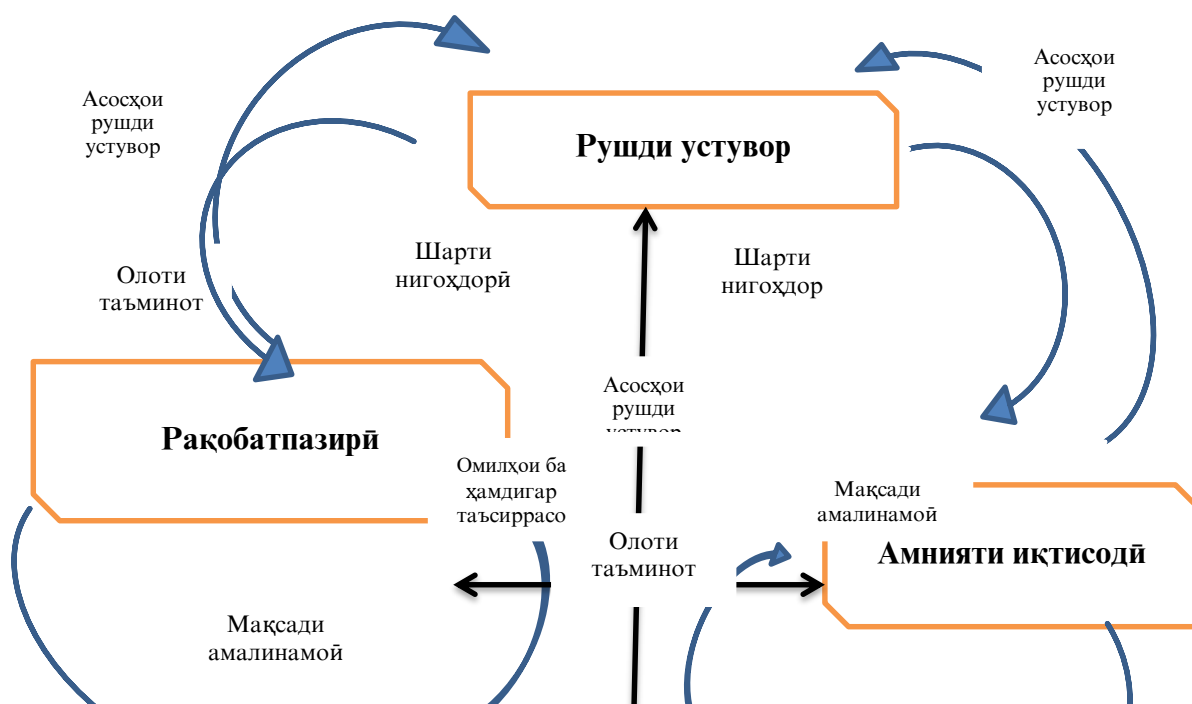 Асосҳои
рушди
устувор
Асосҳои
рушди
устувор
Рушди устувор
Шарти
нигоҳдорӣ
Шарти
нигоҳдор
Олоти
таъминот
Асосҳои
рушди
устувор
Рақобатпазирӣ
Омилҳои ба
ҳамдигар
таъсиррасо
Мақсади
амалинамоӣ
Олоти
таъминот
Амнияти иқтисодӣ
Мақсади
амалинамоӣ